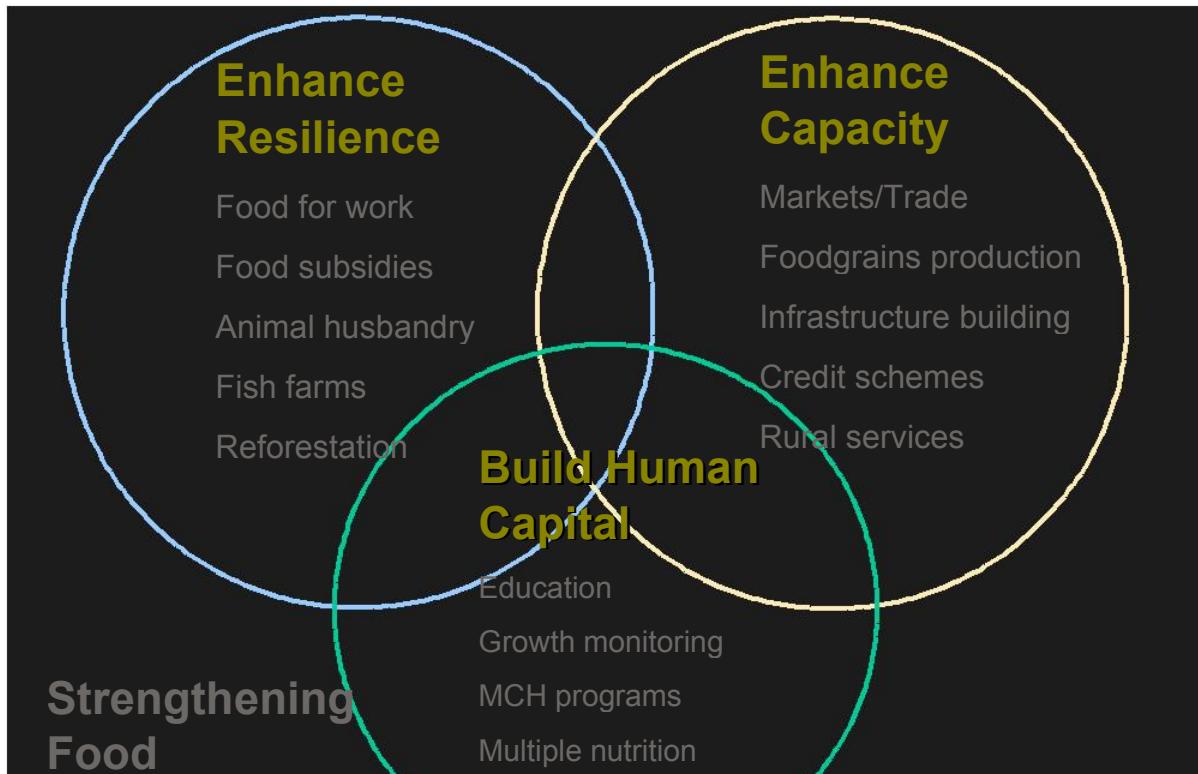 Enhance
Resilience
Food for work
Food subsidies
Animal husbandry
Fish farms
Reforestation
Enhance
Capacity
Markets/Trade
Foodgrains production
Infrastructure building
Credit schemes
Rural services
Build Human
Capital
Education
Growth monitoring
MCH programs
Multiple nutrition
Strengthening
Food